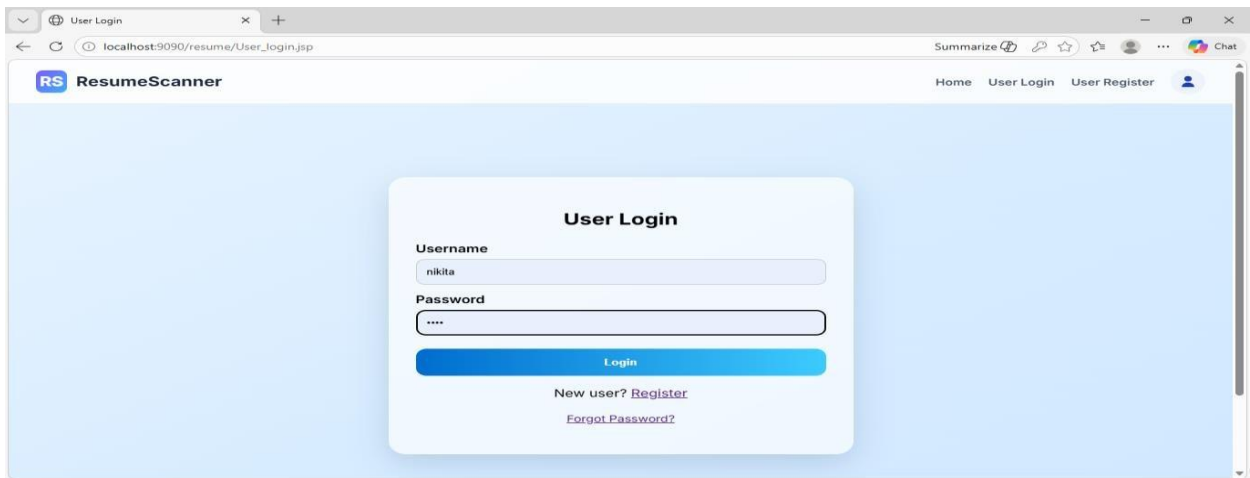 User Login
localhost:9090/resume/User_login.jsp
Summarize
Chat
RS ResumeScanner
Home User Login User Register
User Login
Username
nikita
Password
••••
Login
New user? Register
Forgot Password?